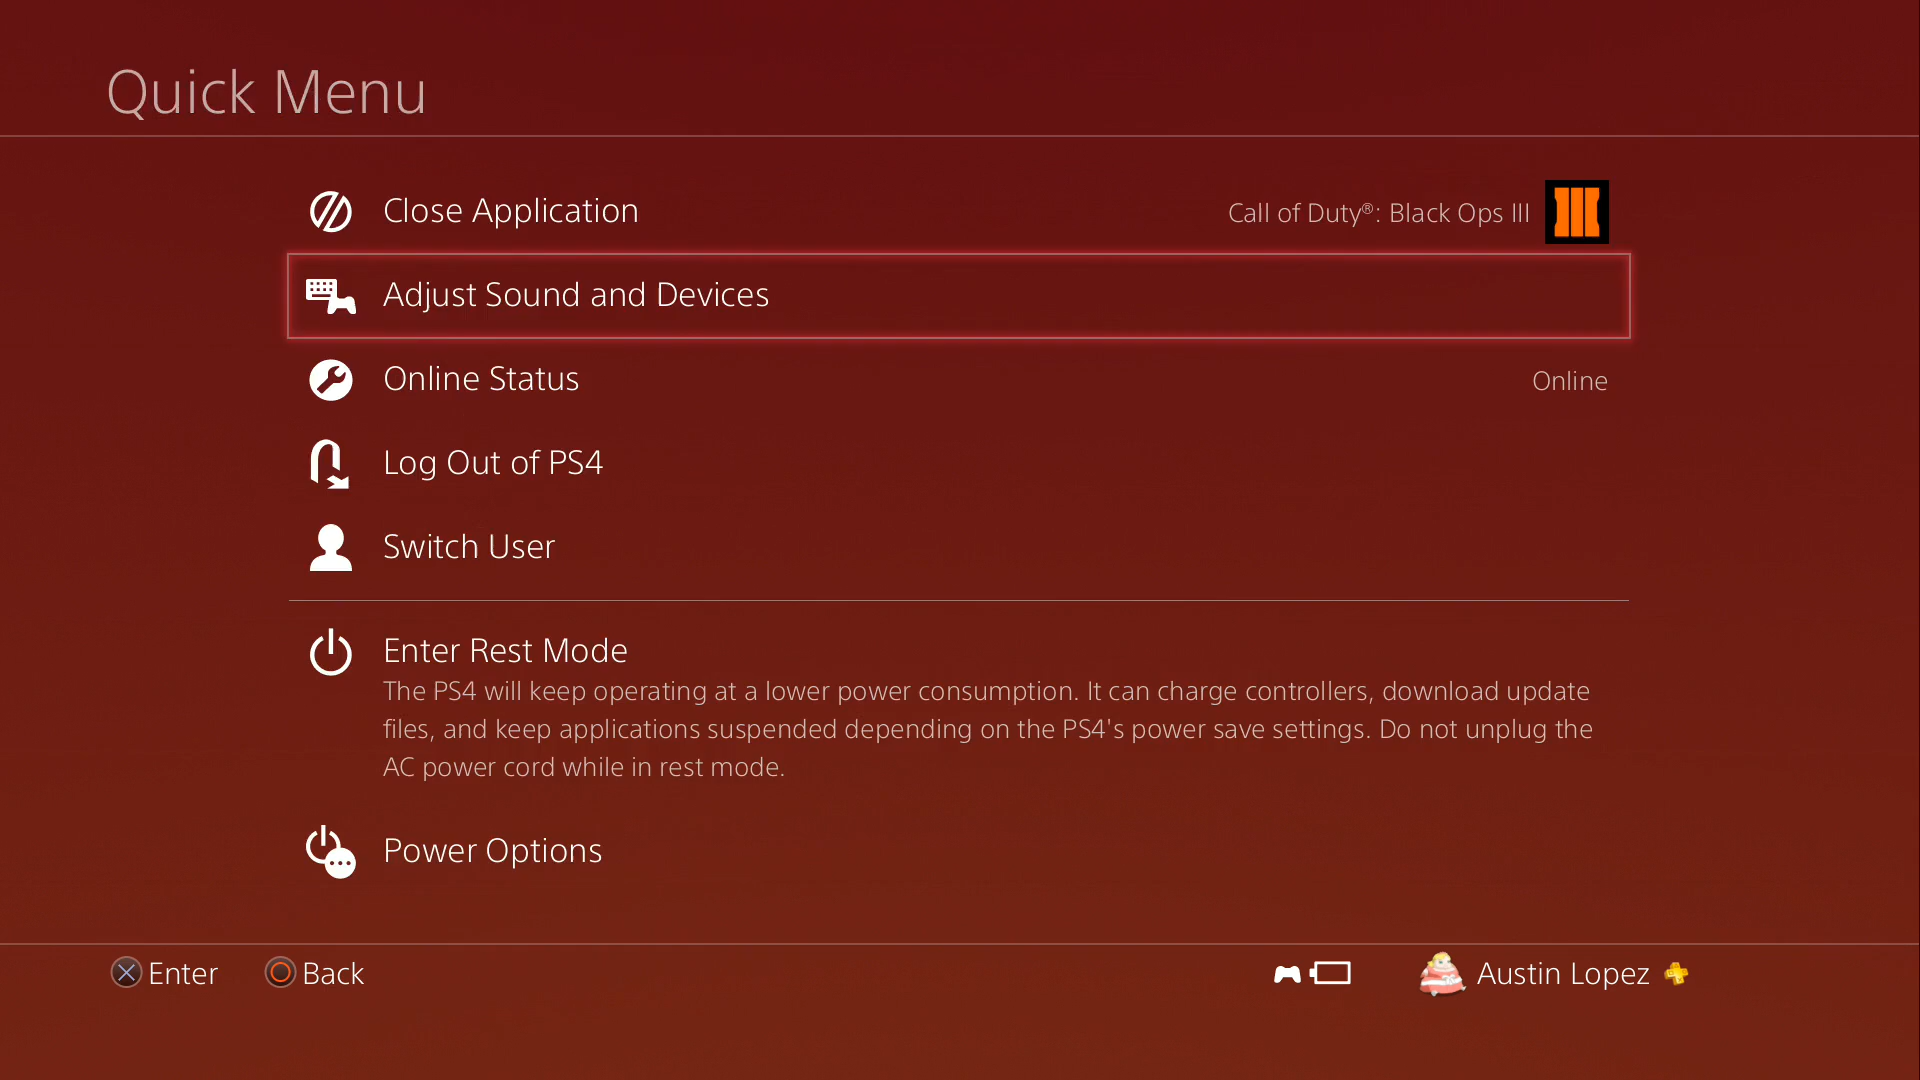 Quick Menu
Close Application
Call of Duty®: Black Ops III
Adjust Sound and Devices
Online Status
Online
Log Out of PS4
Switch User
Enter Rest Mode
The PS4 will keep operating at a lower power consumption. It can charge controllers, download update
files, and keep applications suspended depending on the PS4's power save settings. Do not unplug the
AC power cord while in rest mode.
Power Options
Enter
Back
Austin Lopez